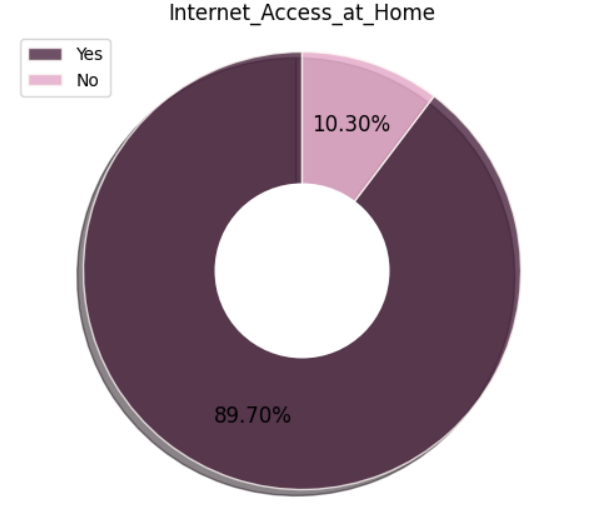 Internet_Access_at_Home
Yes
No
10.30%
89.70%